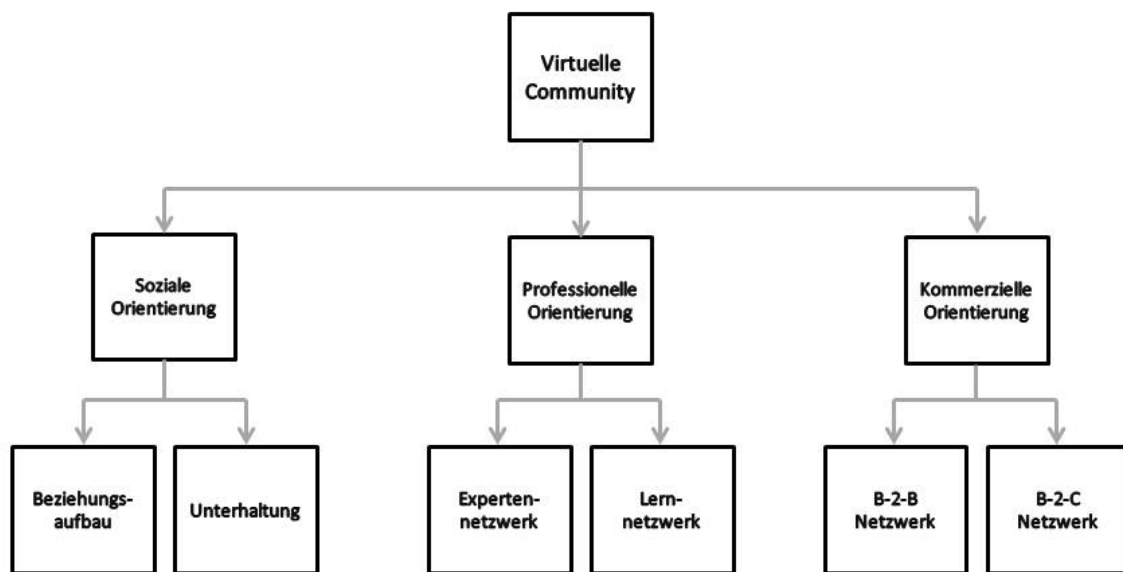 Virtuelle
Community
Soziale
Orientierung
Professionelle
Orientierung
Kommerzielle
Orientierung
Beziehungs-
aufbau
Unterhaltung
Experten-
netzwerk
Lern-
netzwerk
B-2-B
Netzwerk
B-2-C
Netzwerk